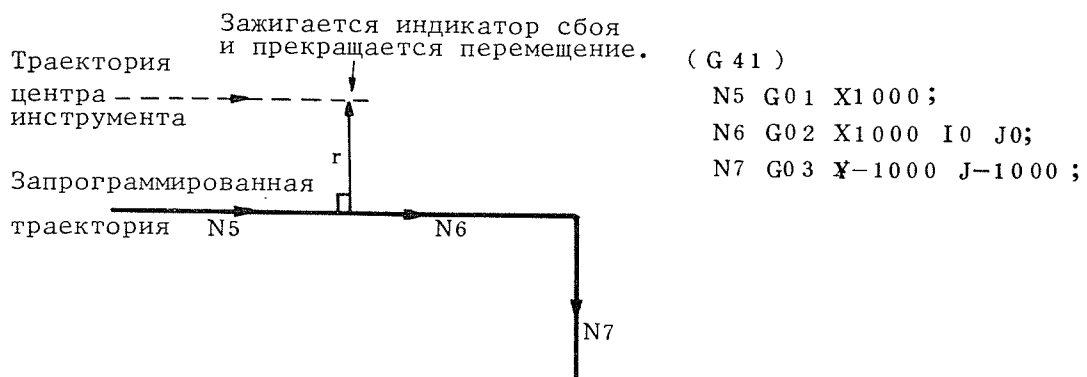 Зажигается индикатор сбоя
и прекращается перемещение.
Траектория
центра
инструмента
r
Запрограммированная
траектория
N5
N6
N7
(G41)
N5 G01 X1000;
N6 G02 X1000 I0 J0;
N7 G03 Y-1000 J-1000;